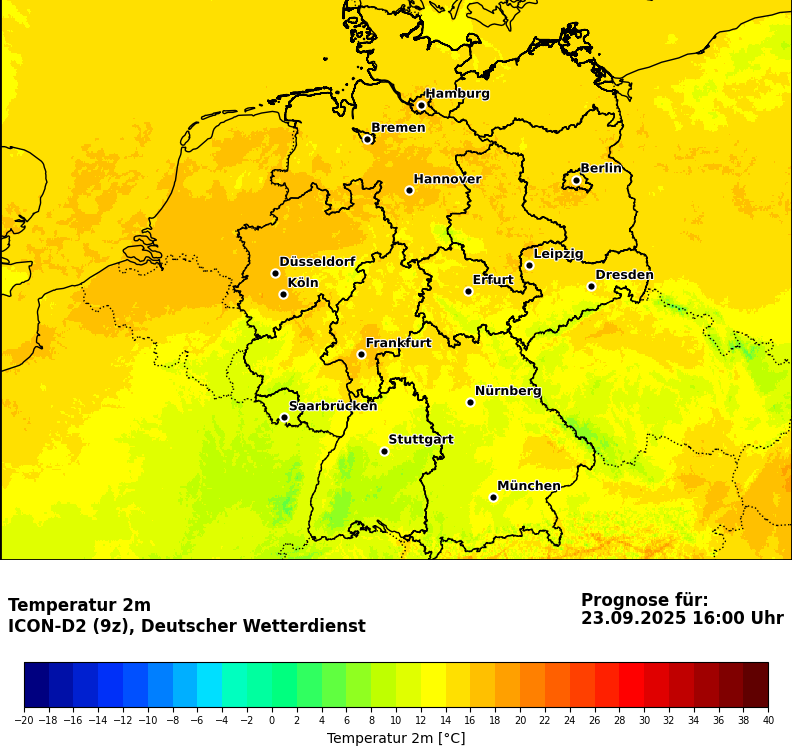 Hamburg
Bremen
Berlin
Hannover
Düsseldorf
Leipzig
Köln
Erfurt
Dresden
Frankfurt
Nürnberg
Saarbrücken
Stuttgart
München
Temperatur 2m
ICON-D2 (9z), Deutscher Wetterdienst
Prognose für:
23.09.2025 16:00 Uhr
−20 −18 −16 −14 −12 −10 −8 −6 −4 −2 0 2 4 6 8 10 12 14 16 18 20 22 24 26 28 30 32 34 36 38 40
Temperatur 2m [°C]